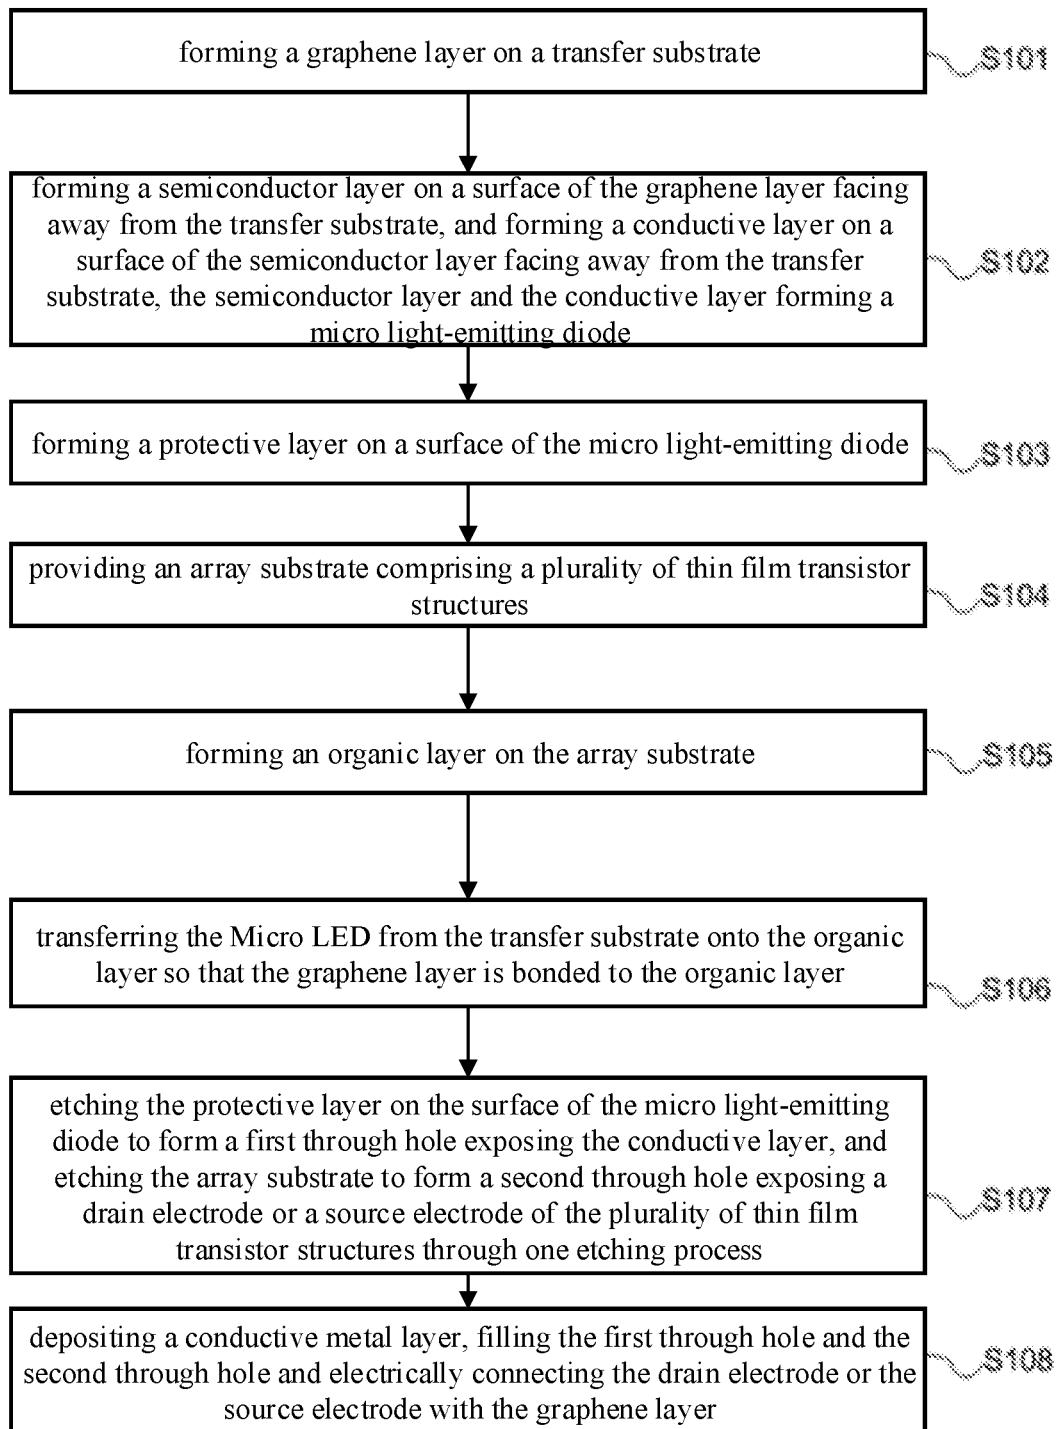 forming a graphene layer on a transfer substrate
S101
forming a semiconductor layer on a surface of the graphene layer facing
away from the transfer substrate, and forming a conductive layer on a
surface of the semiconductor layer facing away from the transfer
substrate, the semiconductor layer and the conductive layer forming a
micro light-emitting diode
S102
forming a protective layer on a surface of the micro light-emitting diode
S103
providing an array substrate comprising a plurality of thin film transistor
structures
S104
forming an organic layer on the array substrate
S105
transferring the Micro LED from the transfer substrate onto the organic
layer so that the graphene layer is bonded to the organic layer
S106
etching the protective layer on the surface of the micro light-emitting
diode to form a first through hole exposing the conductive layer, and
etching the array substrate to form a second through hole exposing a
drain electrode or a source electrode of the plurality of thin film
transistor structures through one etching process
S107
depositing a conductive metal layer, filling the first through hole and the
second through hole and electrically connecting the drain electrode or the
source electrode with the graphene layer
S108